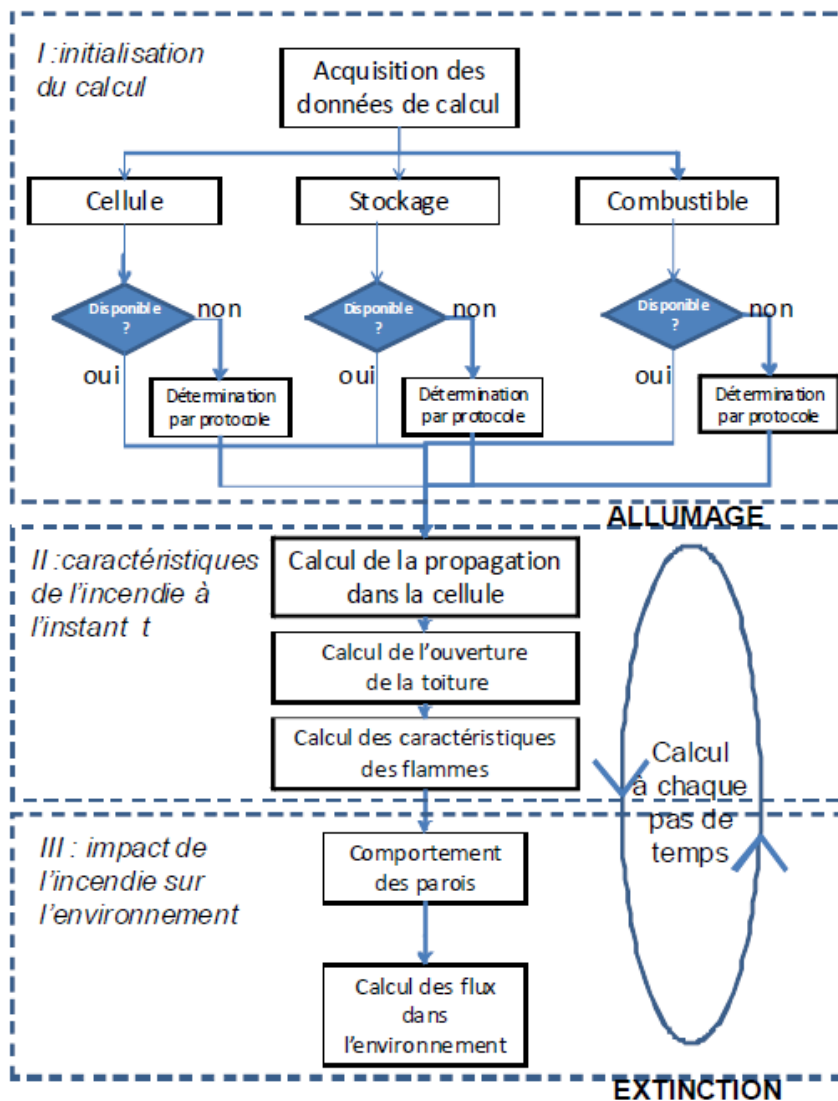 I :initialisation
du calcul
Acquisition des
données de calcul
Cellule
Stockage
Combustible
Disponible
?
non
oui
Disponible
?
non
oui
Disponible
?
non
oui
Détermination
par protocole
Détermination
par protocole
Détermination
par protocole
ALLUMAGE
II :caractéristiques
de l'incendie à
l'instant t
Calcul de la propagation
dans la cellule
Calcul de l'ouverture
de la toiture
Calcul des caractéristiques
des flammes
Calcul
à chaque
pas de
temps
III : impact de
l'incendie sur
l'environnement
Comportement
des parois
Calcul des flux
dans
l'environnement
EXTINCTION